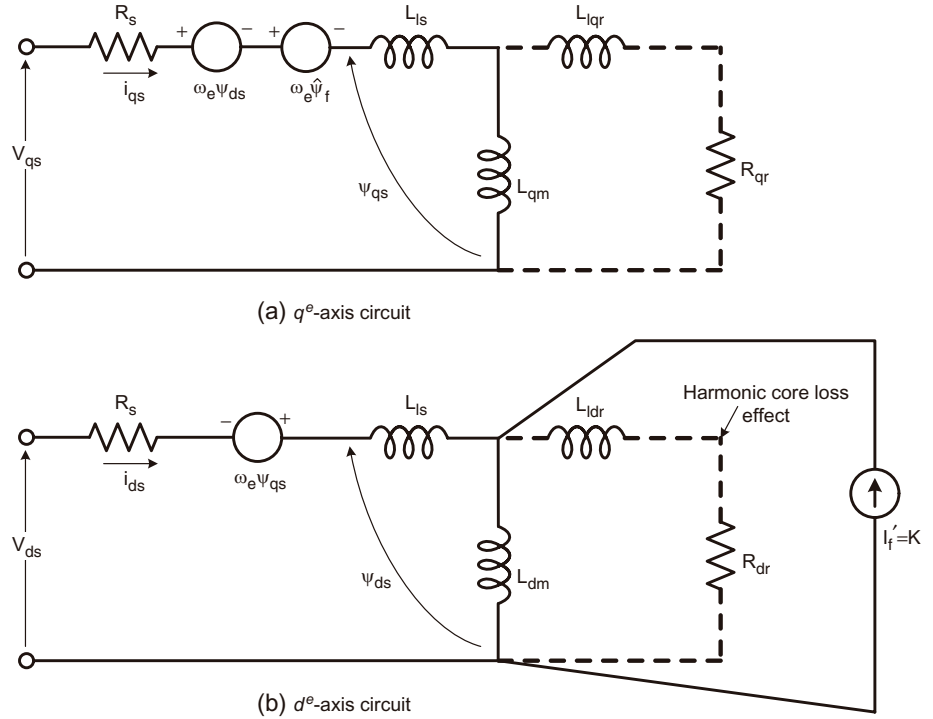 R_s
+
−
+
−
L_ls
L_lqr
i_qs
ω_eψ_ds
ω_eψ̂_f
V_qs
ψ_qs
L_qm
R_qr
(a) q^e-axis circuit
R_s
−
+
L_ls
L_ldr
Harmonic core loss
effect
i_ds
ω_eψ_qs
V_ds
ψ_ds
L_dm
R_dr
I_f′=K
(b) d^e-axis circuit